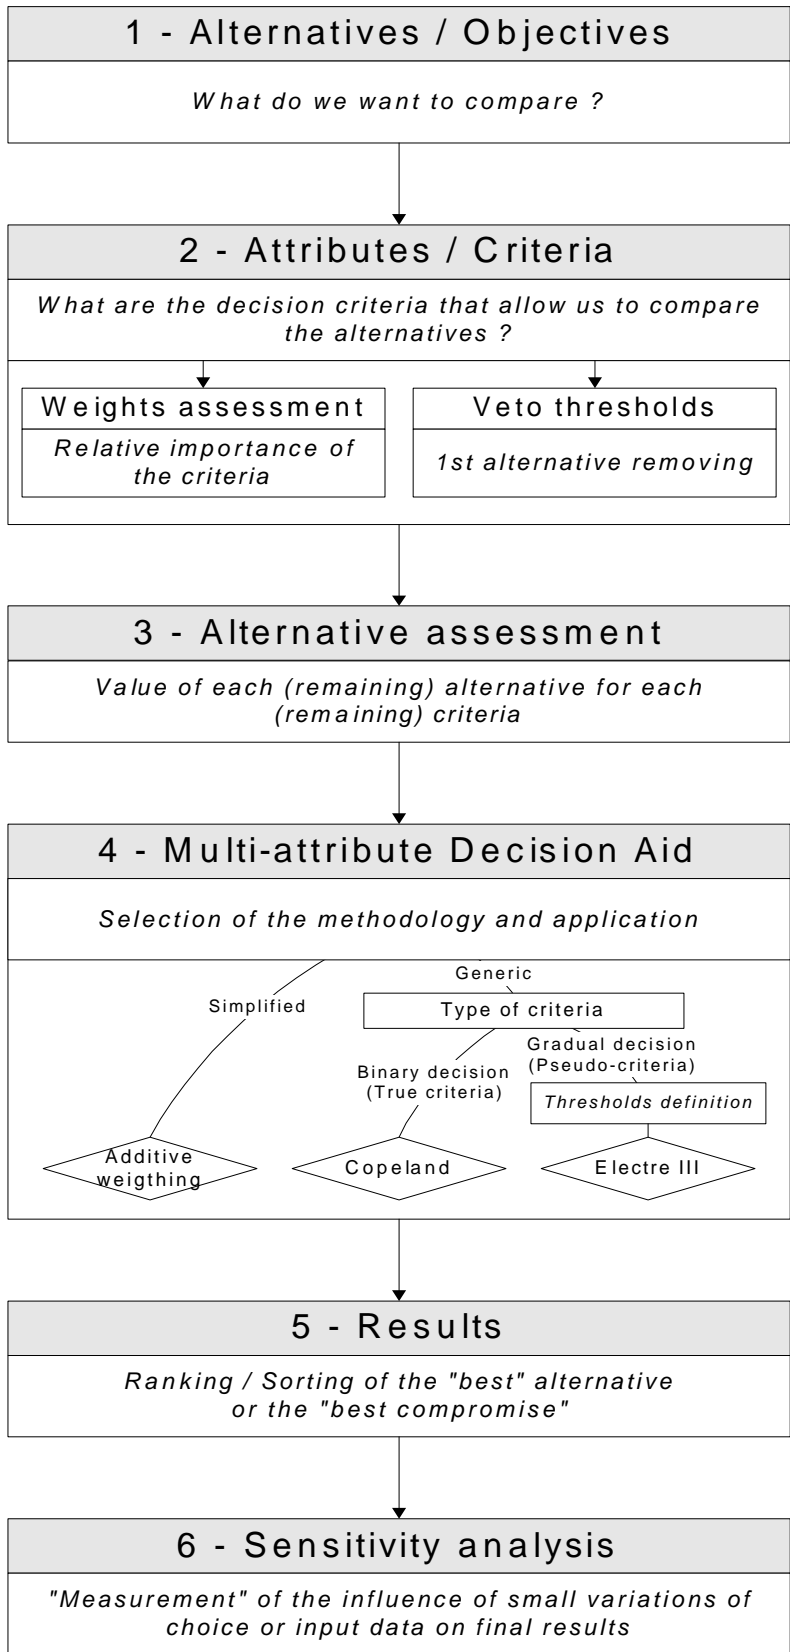 1 - Alternatives / Objectives
What do we want to compare ?
2 - Attributes / Criteria
What are the decision criteria that allow us to compare
the alternatives ?
Weights assessment
Relative importance of
the criteria
Veto thresholds
1st alternative removing
3 - Alternative assessment
Value of each (remaining) alternative for each
(remaining) criteria
4 - Multi-attribute Decision Aid
Selection of the methodology and application
Simplified
Generic
Type of criteria
Binary decision
(True criteria)
Gradual decision
(Pseudo-criteria)
Thresholds definition
Additive
weigthing
Copeland
Electre III
5 - Results
Ranking / Sorting of the "best" alternative
or the "best compromise"
6 - Sensitivity analysis
"Measurement" of the influence of small variations of
choice or input data on final results